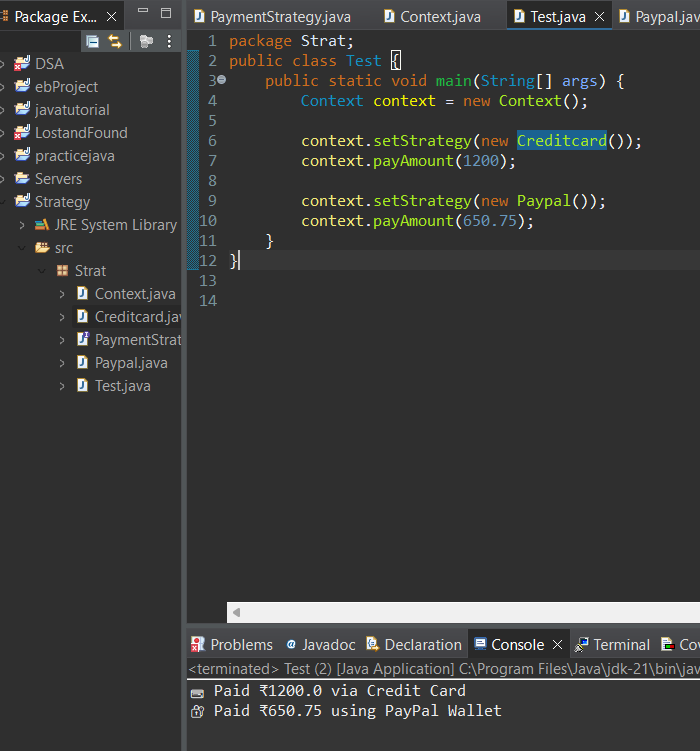 Package Ex...
DSA
ebProject
javatutorial
LostandFound
practicejava
Servers
Strategy
JRE System Library
src
Strat
Context.java
Creditcard.jav
PaymentStrat
Paypal.java
Test.java
PaymentStrategy.java
Context.java
Test.java
Paypal.jav
1 package Strat;
2 public class Test {
3 public static void main(String[] args) {
4 Context context = new Context();
5
6 context.setStrategy(new Creditcard());
7 context.payAmount(1200);
8
9 context.setStrategy(new Paypal());
10 context.payAmount(650.75);
11 }
12 }
13
14
Problems @ Javadoc Declaration Console Terminal Cov
<terminated> Test (2) [Java Application] C:\Program Files\Java\jdk-21\bin\jav
💳 Paid ₹1200.0 via Credit Card
🔐 Paid ₹650.75 using PayPal Wallet